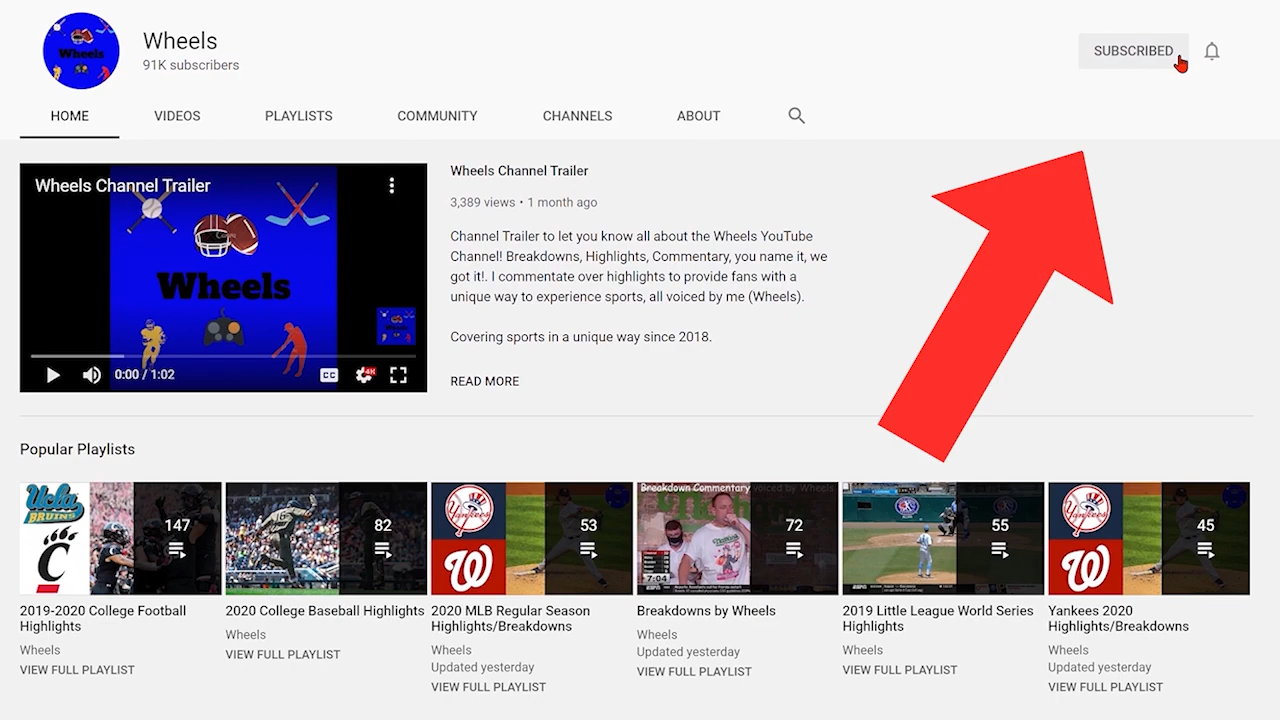 Wheels
91K subscribers
SUBSCRIBED
HOME VIDEOS PLAYLISTS COMMUNITY CHANNELS ABOUT
Wheels Channel Trailer
Wheels
0:00 / 1:02
CC
4K
Wheels Channel Trailer
3,389 views • 1 month ago
Channel Trailer to let you know all about the Wheels YouTube
Channel! Breakdowns, Highlights, Commentary, you name it, we
got it!. I commentate over highlights to provide fans with a
unique way to experience sports, all voiced by me (Wheels).
Covering sports in a unique way since 2018.
READ MORE
Popular Playlists
Ucla
BRUINS
C
147
2019-2020 College Football
Highlights
Wheels
VIEW FULL PLAYLIST
82
2020 College Baseball Highlights
Wheels
VIEW FULL PLAYLIST
Yankees
W
53
2020 MLB Regular Season
Highlights/Breakdowns
Wheels
Updated yesterday
VIEW FULL PLAYLIST
Breakdown Commentary voiced by Wheels
7:04
72
Breakdowns by Wheels
Wheels
Updated yesterday
VIEW FULL PLAYLIST
55
2019 Little League World Series
Highlights
Wheels
VIEW FULL PLAYLIST
Yankees
W
45
Yankees 2020
Highlights/Breakdowns
Wheels
Updated yesterday
VIEW FULL PLAYLIST